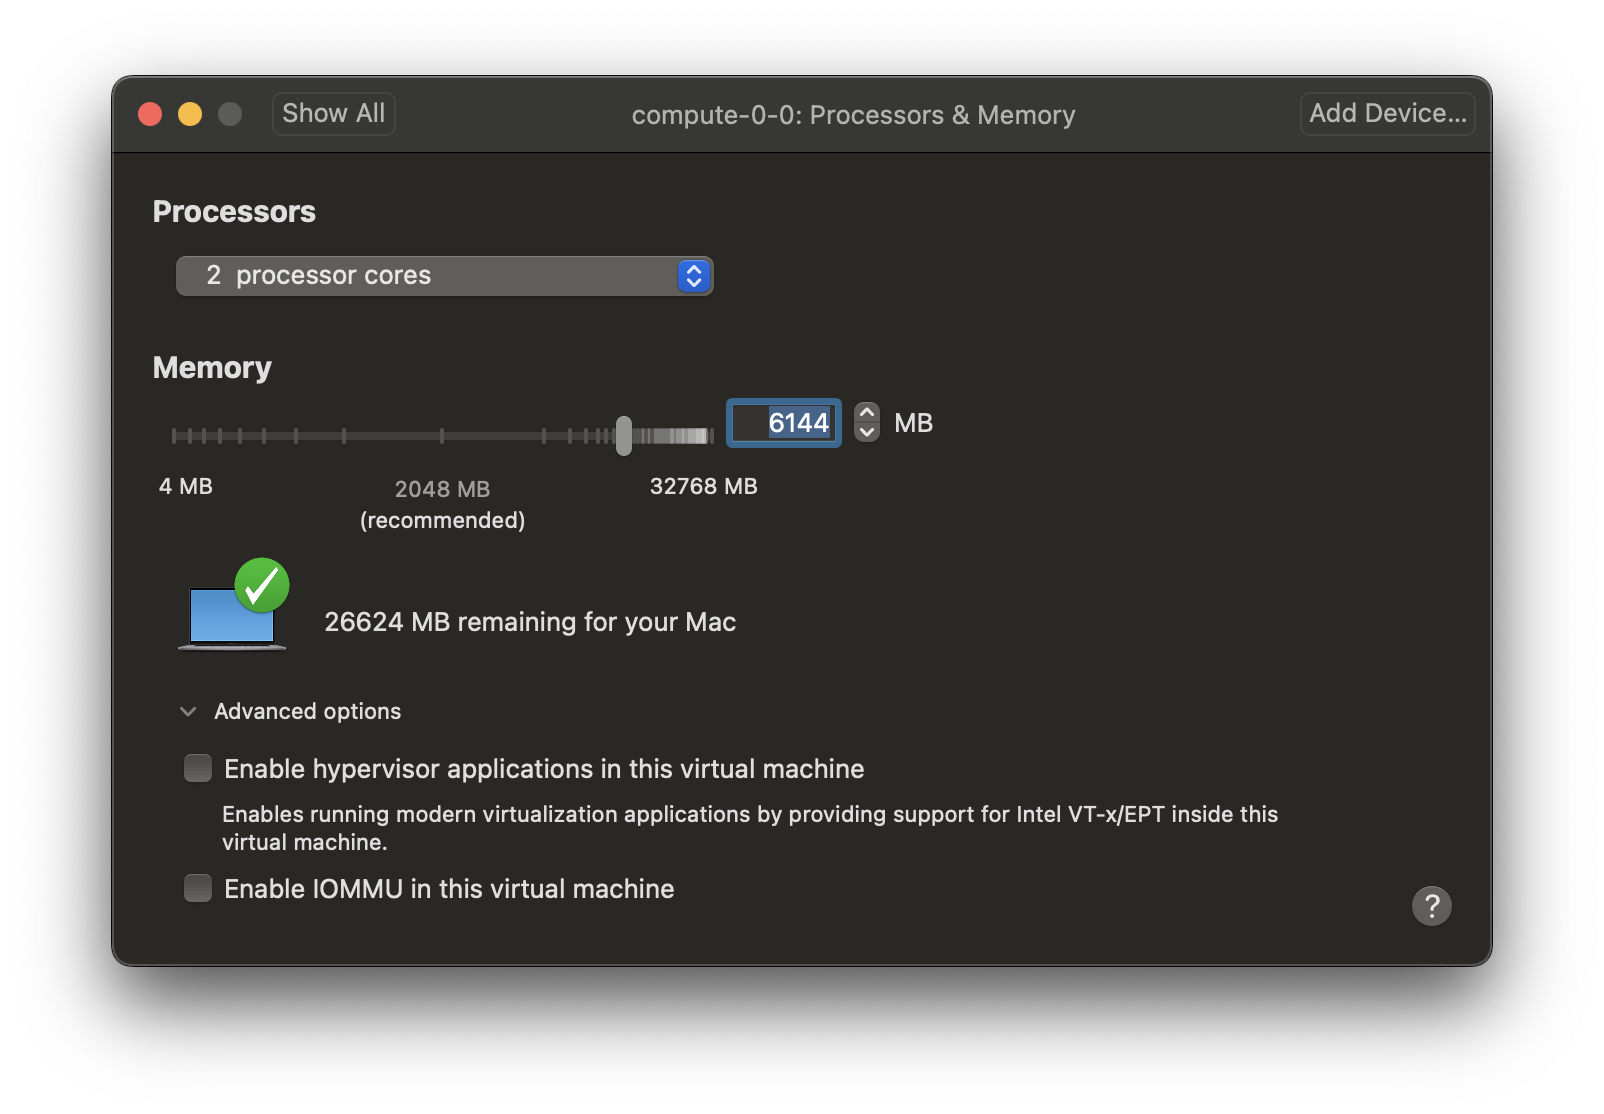 Show All
compute-0-0: Processors & Memory
Add Device...
Processors
2 processor cores
Memory
6144 MB
4 MB
2048 MB
(recommended)
32768 MB
26624 MB remaining for your Mac
Advanced options
Enable hypervisor applications in this virtual machine
Enables running modern virtualization applications by providing support for Intel VT-x/EPT inside this
virtual machine.
Enable IOMMU in this virtual machine
?